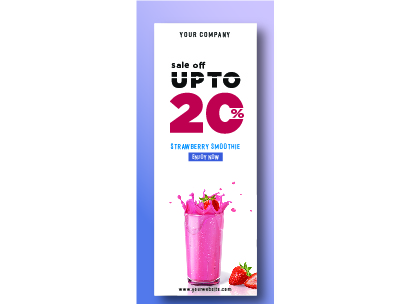 YOUR COMPANY
sale off
UPTO
20%
STRAWBERRY SMOOTHIE
ENJOY NOW
www.yourwebsite.com